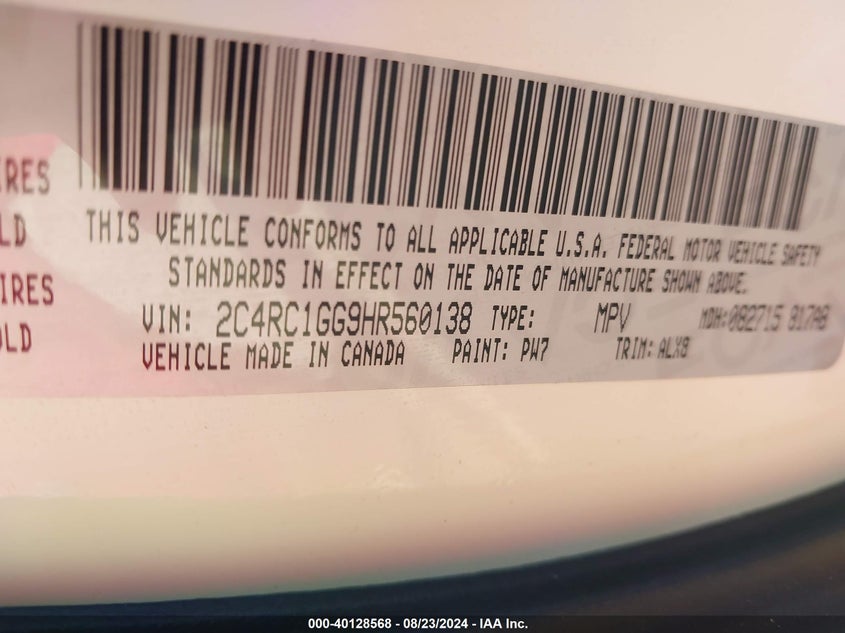 IRES
LD
IRES
OLD
THIS VEHICLE CONFORMS TO ALL APPLICABLE U.S.A. FEDERAL MOTOR VEHICLE SAFETY
STANDARDS IN EFFECT ON THE DATE OF MANUFACTURE SHOWN ABOVE.
VIN: 2C4RC1GG9HR560138 TYPE: MPV MDH:082715
VEHICLE MADE IN CANADA PAINT: PW7 TRIM: ALX8
000-40128568 - 08/23/2024 - IAA Inc.